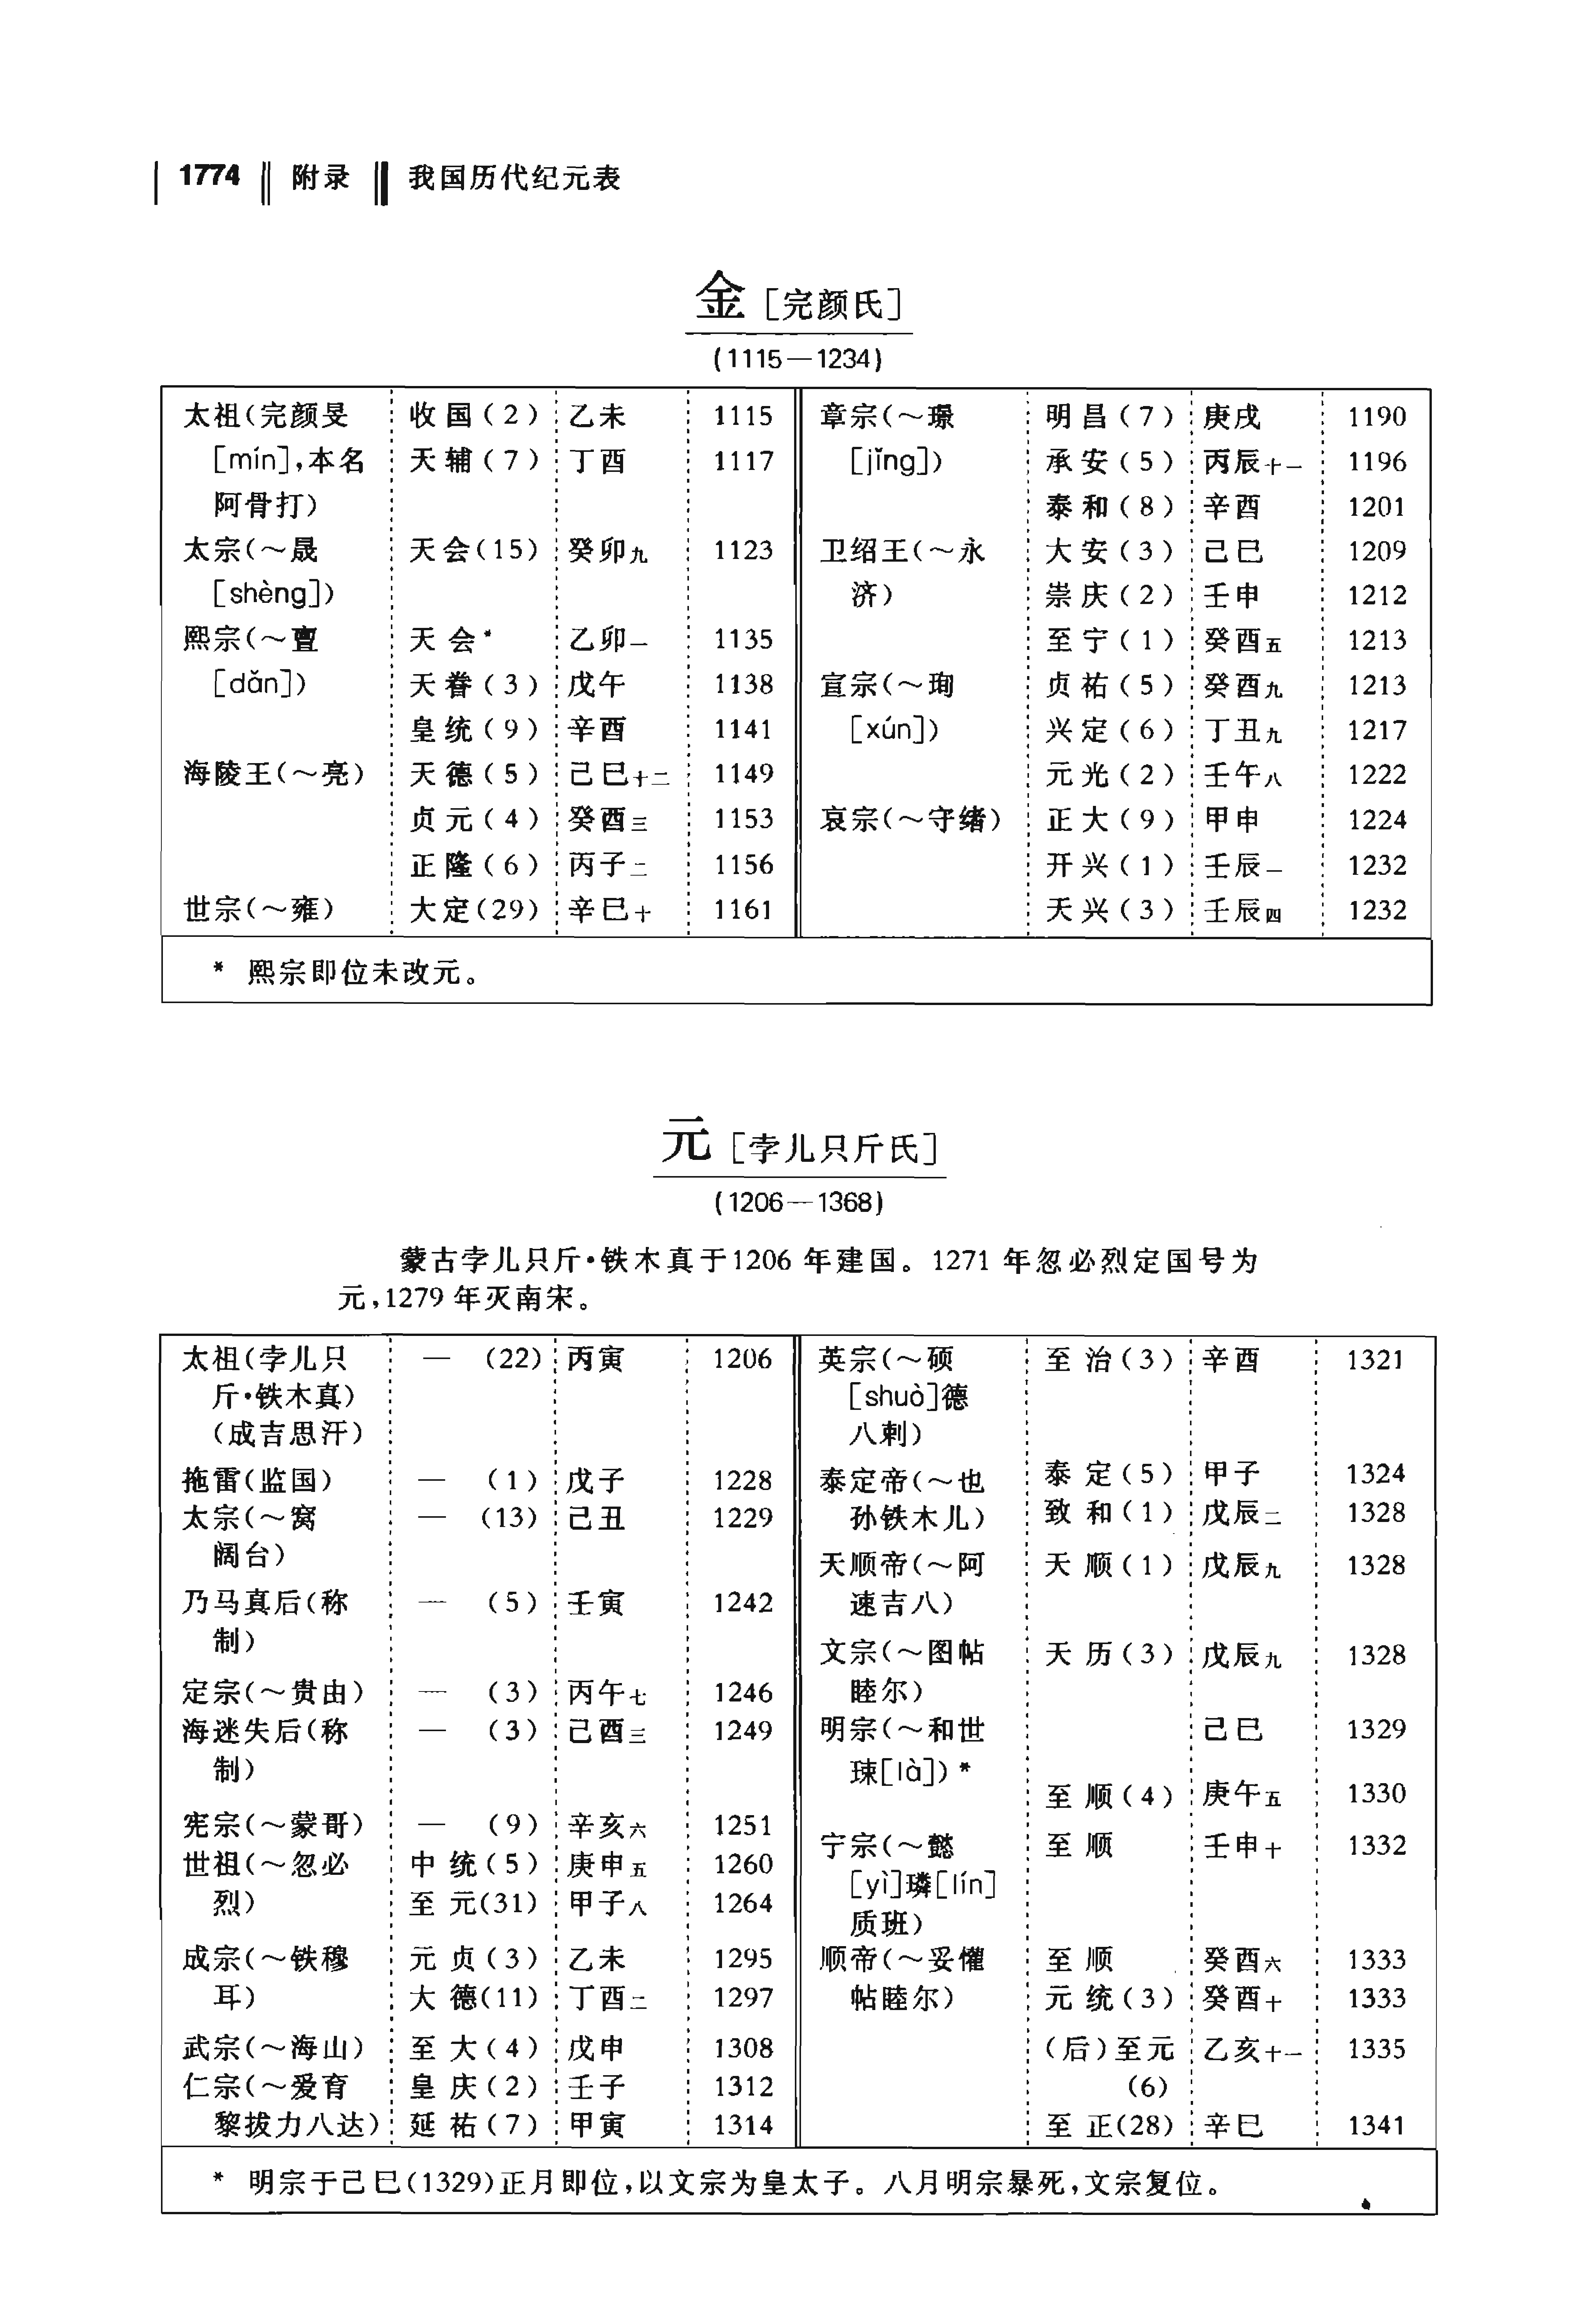 1774 附录 我国历代纪元表
金[完颜氏]
(1115—1234)
太祖(完颜旻 收国(2) 乙未 1115
[mín],本名 天辅(7) 丁酉 1117
阿骨打)
太宗(~晟 天会(15) 癸卯九 1123
[shèng])
熙宗(~亶 天会* 乙卯一 1135
[dǎn]) 天眷(3) 戊午 1138
皇统(9) 辛酉 1141
海陵王(~亮) 天德(5) 己巳十二 1149
贞元(4) 癸酉三 1153
正隆(6) 丙子二 1156
世宗(~雍) 大定(29) 辛巳十 1161
章宗(~璟 明昌(7) 庚戌 1190
[jǐng]) 承安(5) 丙辰十一 1196
泰和(8) 辛酉 1201
卫绍王(~永 大安(3) 己巳 1209
济) 崇庆(2) 壬申 1212
至宁(1) 癸酉五 1213
宣宗(~珣 贞祐(5) 癸酉九 1213
[xún]) 兴定(6) 丁丑九 1217
元光(2) 壬午八 1222
哀宗(~守绪) 正大(9) 甲申 1224
开兴(1) 壬辰一 1232
天兴(3) 壬辰四 1232
* 熙宗即位未改元。
元[孛儿只斤氏]
(1206—1368)
蒙古孛儿只斤·铁木真于1206 年建国。1271 年忽必烈定国号为
元,1279 年灭南宋。
太祖(孛儿只 — (22) 丙寅 1206
斤·铁木真)
(成吉思汗)
拖雷(监国) — (1) 戊子 1228
太宗(~窝 — (13) 己丑 1229
阔台)
乃马真后(称 — (5) 壬寅 1242
制)
定宗(~贵由) — (3) 丙午七 1246
海迷失后(称 — (3) 己酉三 1249
制)
宪宗(~蒙哥) — (9) 辛亥六 1251
世祖(~忽必 中统(5) 庚申五 1260
烈) 至元(31) 甲子八 1264
成宗(~铁穆 元贞(3) 乙未 1295
耳) 大德(11) 丁酉二 1297
武宗(~海山) 至大(4) 戊申 1308
仁宗(~爱育 皇庆(2) 壬子 1312
黎拔力八达) 延祐(7) 甲寅 1314
英宗(~硕 至治(3) 辛酉 1321
[shuò]德
八剌)
泰定帝(~也 泰定(5) 甲子 1324
孙铁木儿) 致和(1) 戊辰二 1328
天顺帝(~阿 天顺(1) 戊辰九 1328
速吉八)
文宗(~图帖 天历(3) 戊辰九 1328
睦尔)
明宗(~和世 己巳 1329
㻋[là])*
至顺(4) 庚午五 1330
宁宗(~懿 至顺 壬申十 1332
[yì]璘[lín]
质班)
顺帝(~妥懽 至顺 癸酉六 1333
帖睦尔) 元统(3) 癸酉十 1333
(后)至元 乙亥十一 1335
(6)
至正(28) 辛巳 1341
* 明宗于己巳(1329)正月即位,以文宗为皇太子。八月明宗暴死,文宗复位。